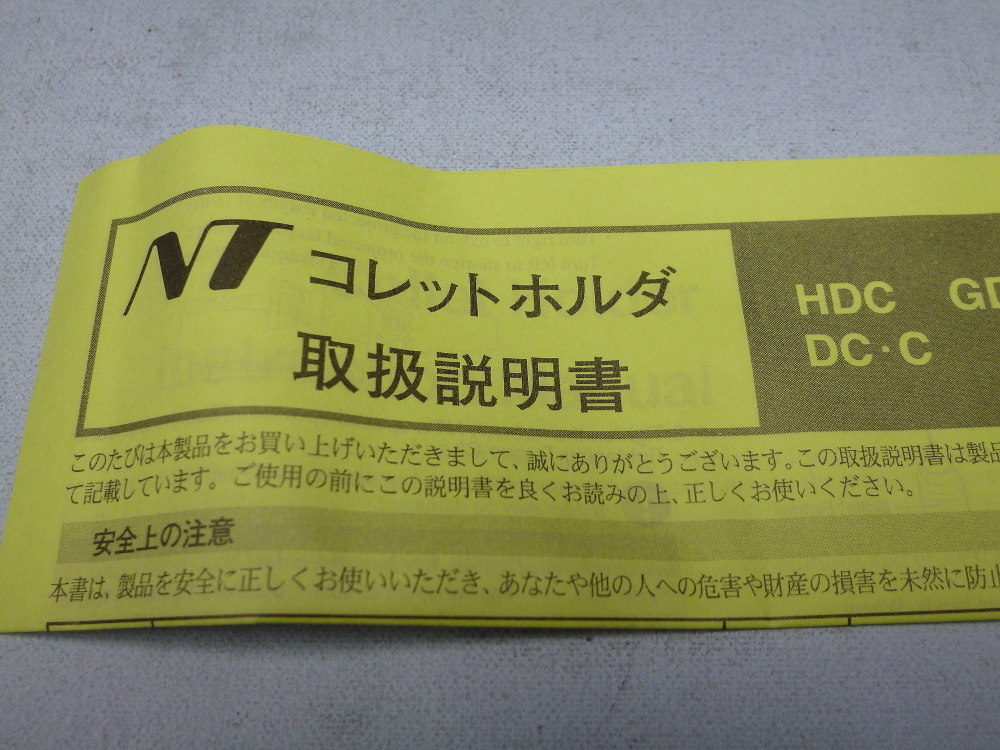 NT コレットホルダ
取扱説明書
HDC GD
DC・C
このたびは本製品をお買い上げいただきまして、誠にありがとうございます。この取扱説明書は製品
て記載しています。ご使用の前にこの説明書を良くお読みの上、正しくお使いください。
安全上の注意
本書は、製品を安全に正しくお使いいただき、あなたや他の人への危害や財産の損害を未然に防止